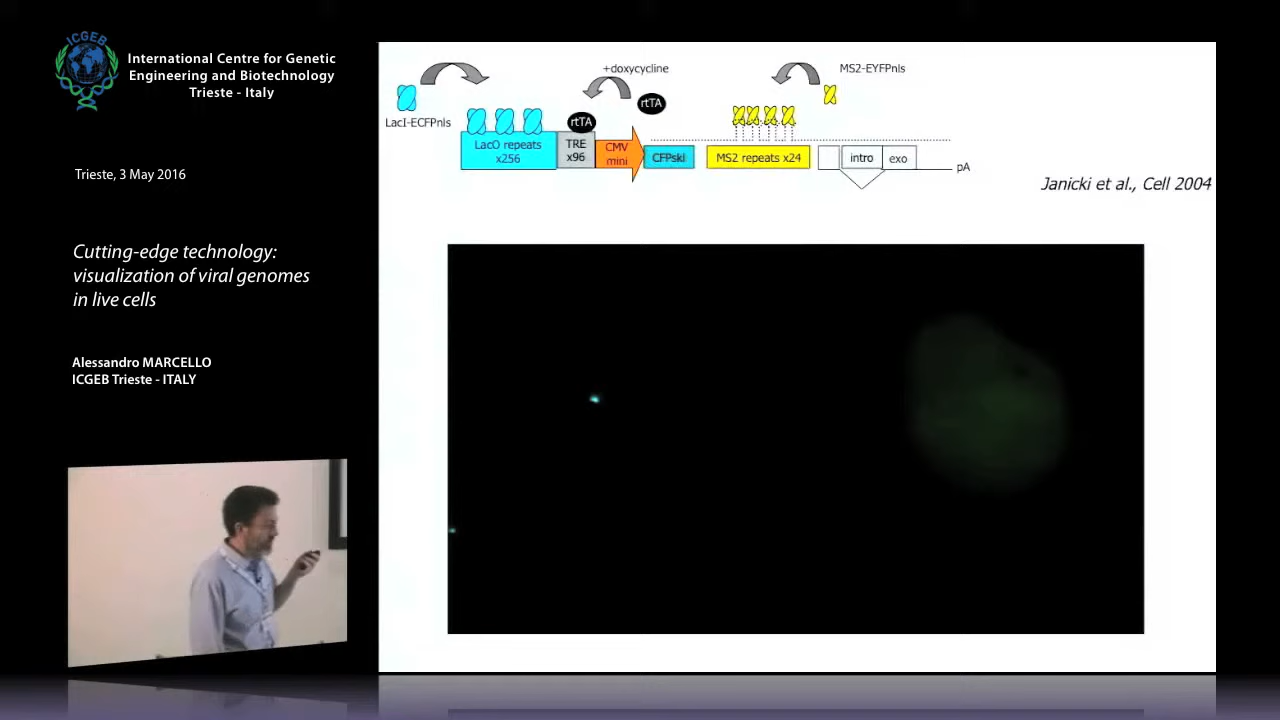 ICGEB
International Centre for Genetic
Engineering and Biotechnology
Trieste - Italy
Trieste, 3 May 2016
Cutting-edge technology:
visualization of viral genomes
in live cells
Alessandro MARCELLO
ICGEB Trieste - ITALY
+doxycycline
MS2-EYFPnls
rtTA
LacI-ECFPnls
rtTA
LacO repeats
x256
TRE
x96
CMV
mini
CFPskl
MS2 repeats x24
intro
exo
pA
Janicki et al., Cell 2004